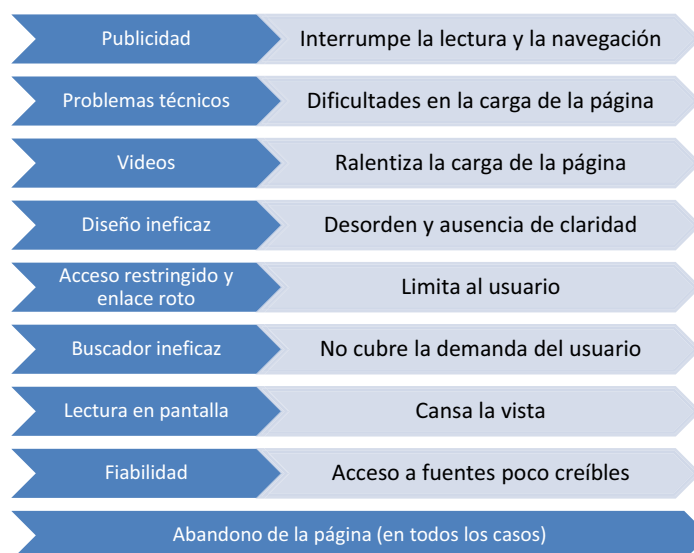 Publicidad
Interrumpe la lectura y la navegación
Problemas técnicos
Dificultades en la carga de la página
Videos
Ralentiza la carga de la página
Diseño ineficaz
Desorden y ausencia de claridad
Acceso restringido y
enlace roto
Limita al usuario
Buscador ineficaz
No cubre la demanda del usuario
Lectura en pantalla
Cansa la vista
Fiabilidad
Acceso a fuentes poco creíbles
Abandono de la página (en todos los casos)